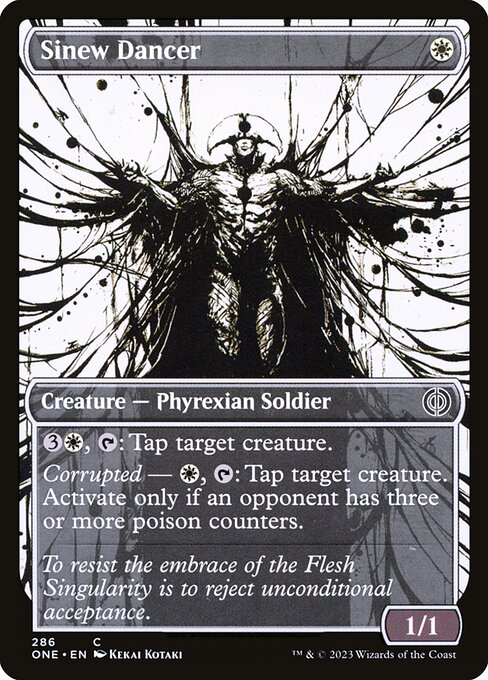 Sinew Dancer
Creature — Phyrexian Soldier
3, : Tap target creature.
Corrupted — , : Tap target creature.
Activate only if an opponent has three
or more poison counters.
To resist the embrace of the Flesh
Singularity is to reject unconditional
acceptance.
1/1
286 C
ONE • EN KEKAI KOTAKI
™ & © 2023 Wizards of the Coast